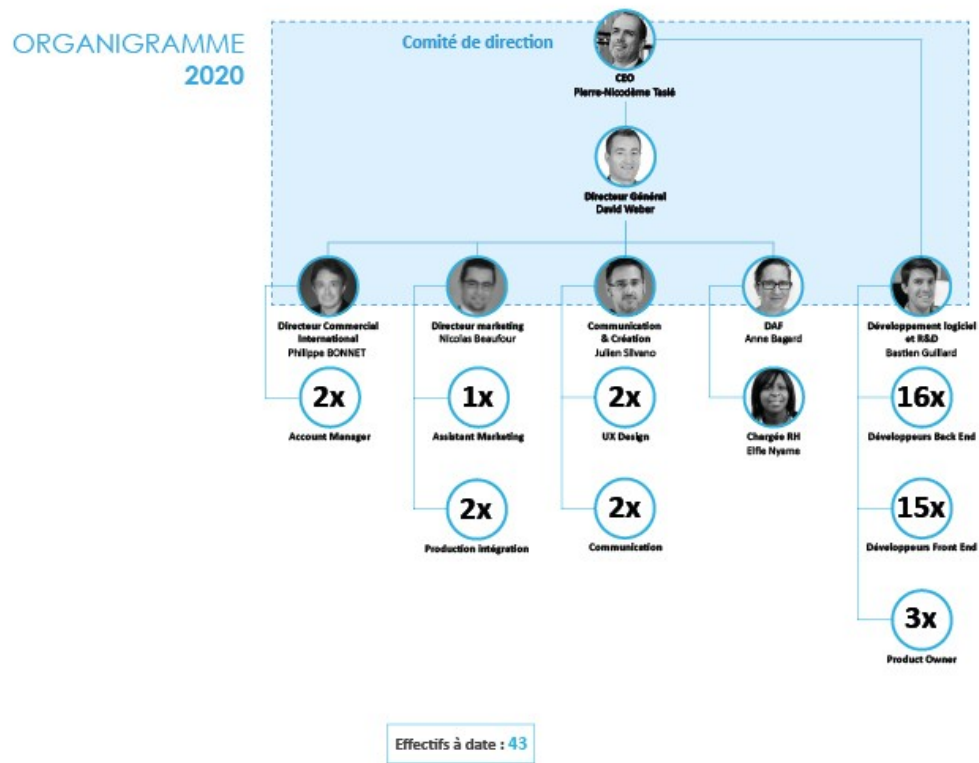 ORGANIGRAMME
2020
Comité de direction
CEO
Pierre-Nicodème Taslé
Directeur Général
David Weber
Directeur Commercial
International
Philippe BONNET
Directeur marketing
Nicolas Beaufour
Communication
& Création
Julien Silvano
DAF
Anne Bagard
Développement logiciel
et R&D
Bastien Guillard
2x
Account Manager
1x
Assistant Marketing
2x
UX Design
Chargée RH
Elfie Nyame
16x
Développeurs Back End
2x
Production intégration
2x
Communication
15x
Développeurs Front End
3x
Product Owner
Effectifs à date : 43